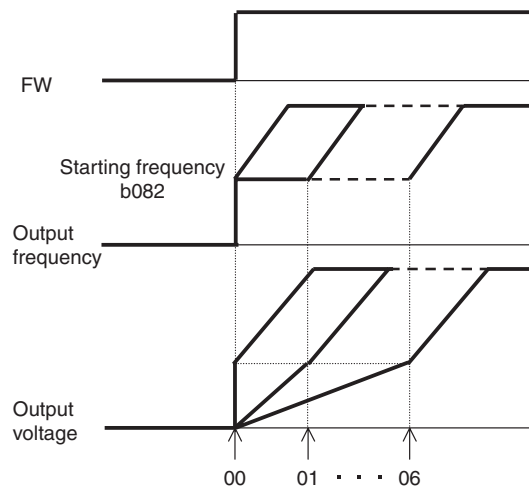 FW
Starting frequency
b082
Output
frequency
Output
voltage
00 01 · · · · 06